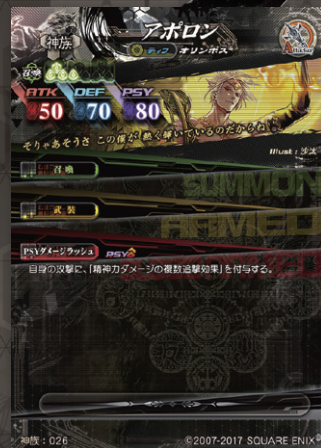 アポロン
神族
ディフ オリンポス
召喚
ATK DEF PSY
50 70 80
そりゃあそうさ この僕が熱く輝いているのだからね
Illust:沙汰
召喚
SUMMON
武装
ARMED
PSYダメージラッシュ PSY
自身の攻撃に、「精神力ダメージの複数追撃効果」を付与する。
神族:026
©2007-2017 SQUARE ENIX